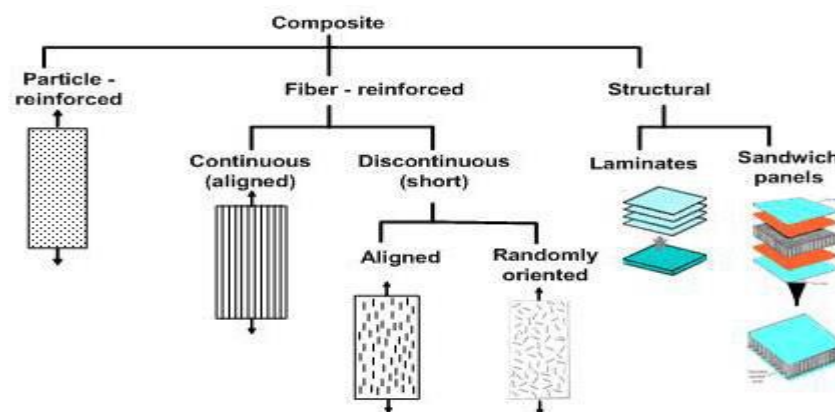 Composite
Particle -
reinforced
Fiber - reinforced
Structural
Continuous
(aligned)
Discontinuous
(short)
Laminates
Sandwich
panels
Aligned
Randomly
oriented